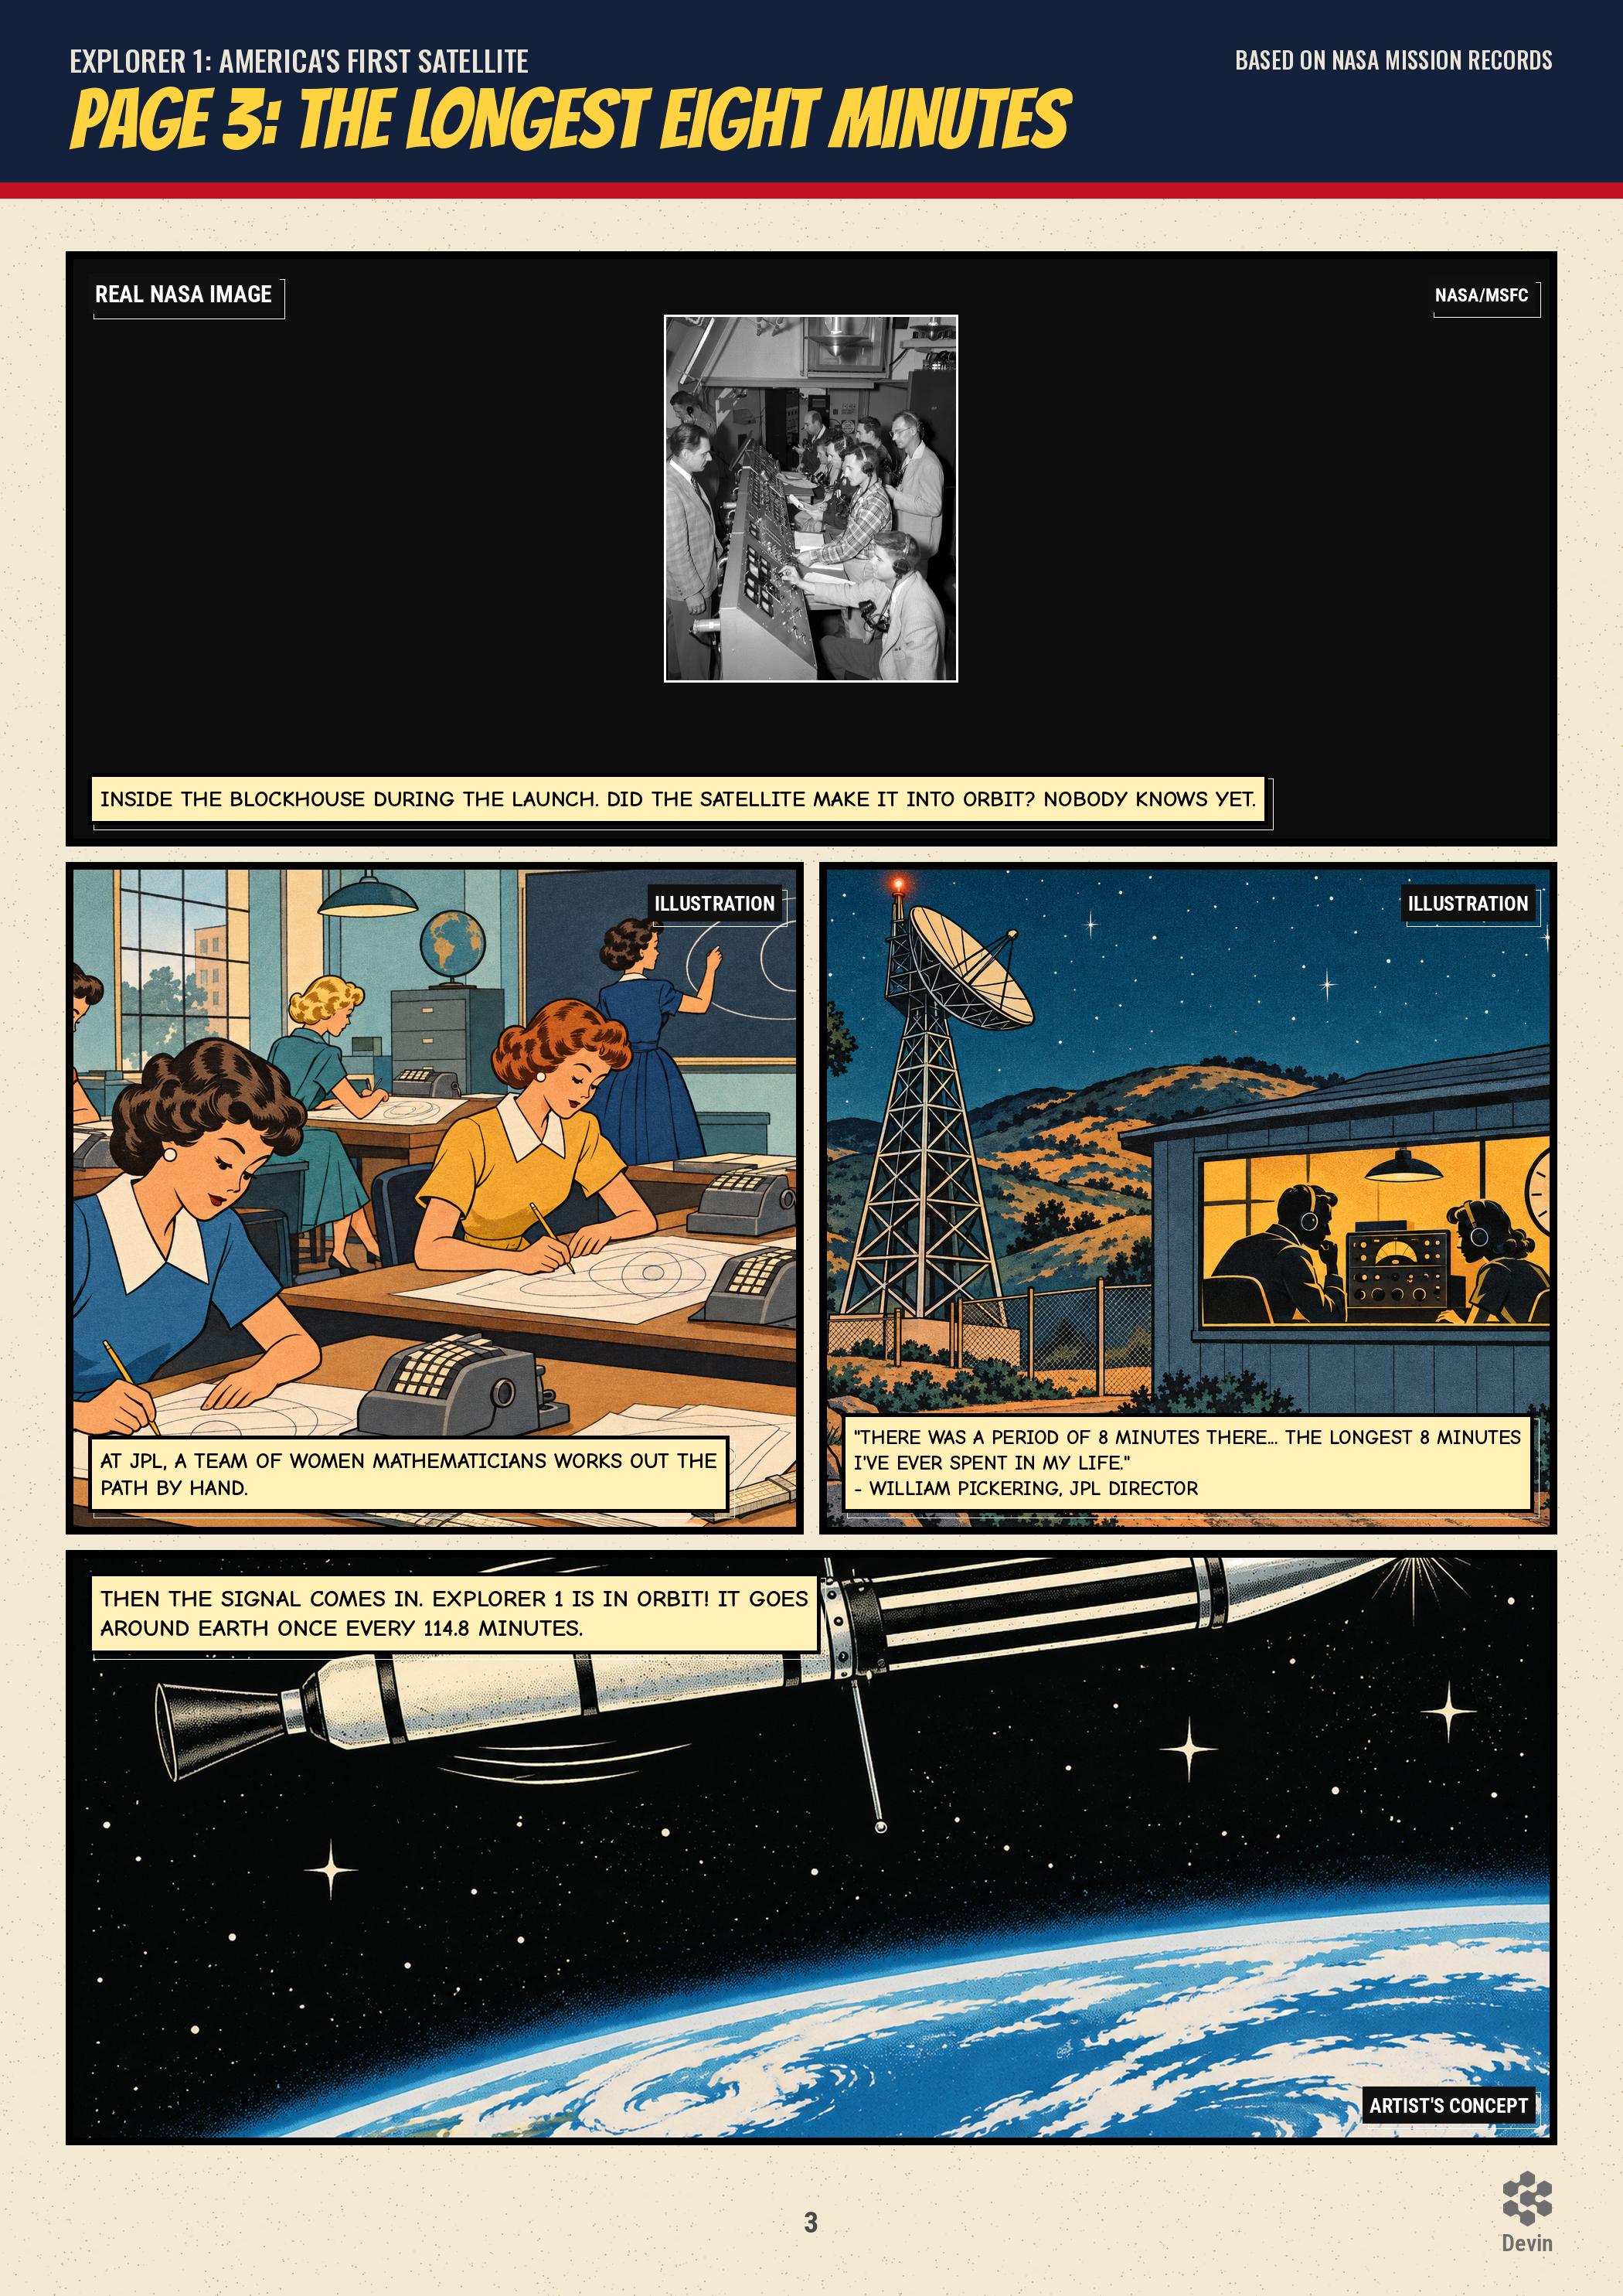 EXPLORER 1: AMERICA'S FIRST SATELLITE
BASED ON NASA MISSION RECORDS
PAGE 3: THE LONGEST EIGHT MINUTES
REAL NASA IMAGE
NASA/MSFC
INSIDE THE BLOCKHOUSE DURING THE LAUNCH. DID THE SATELLITE MAKE IT INTO ORBIT? NOBODY KNOWS YET.
ILLUSTRATION
AT JPL, A TEAM OF WOMEN MATHEMATICIANS WORKS OUT THE
PATH BY HAND.
ILLUSTRATION
"THERE WAS A PERIOD OF 8 MINUTES THERE... THE LONGEST 8 MINUTES
I'VE EVER SPENT IN MY LIFE."
- WILLIAM PICKERING, JPL DIRECTOR
THEN THE SIGNAL COMES IN. EXPLORER 1 IS IN ORBIT! IT GOES
AROUND EARTH ONCE EVERY 114.8 MINUTES.
ARTIST'S CONCEPT
3
Devin